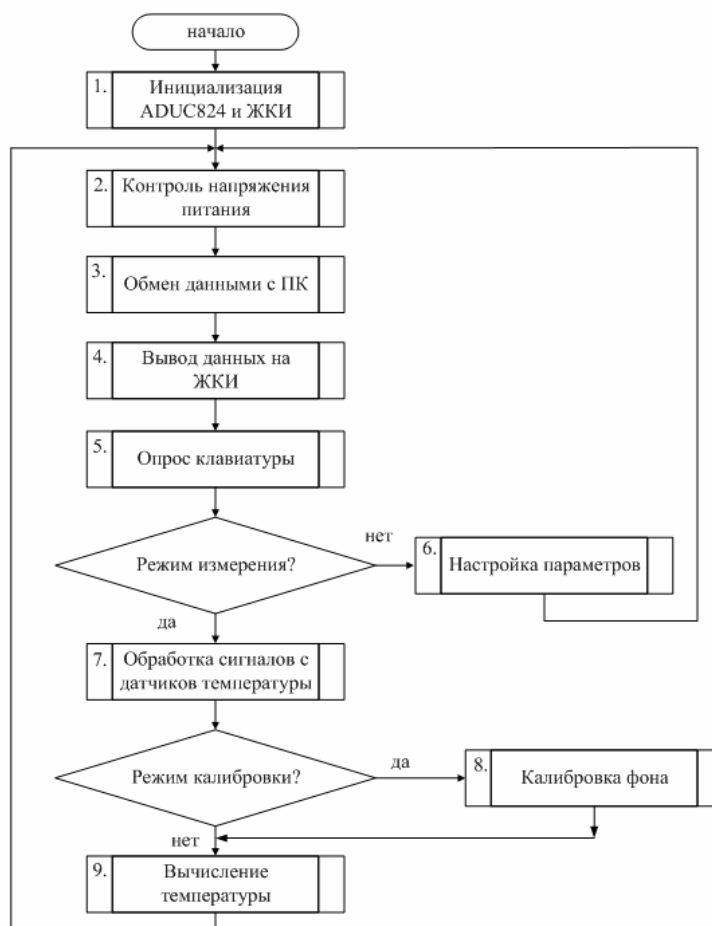 начало
1.
Инициализация
ADUC824 и ЖКИ
2.
Контроль напряжения
питания
3.
Обмен данными с ПК
4.
Вывод данных на
ЖКИ
5.
Опрос клавиатуры
Режим измерения?
нет
6.
Настройка параметров
да
7.
Обработка сигналов с
датчиков температуры
Режим калибровки?
да
8.
Калибровка фона
нет
9.
Вычисление
температуры